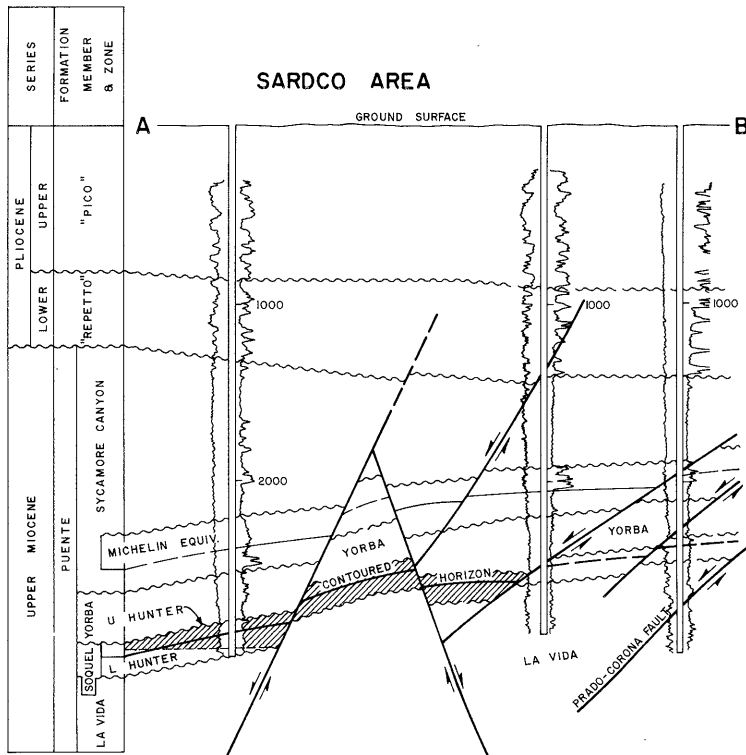 SERIES
FORMATION
MEMBER
& ZONE
SARDCO AREA
A
GROUND SURFACE
B
PLIOCENE
UPPER
"PICO"
LOWER
"REPETTO"
1000
1000
1000
UPPER MIOCENE
PUENTE
SYCAMORE CANYON
2000
MICHELIN EQUIV.
YORBA
YORBA
CONTOURED
HORIZON
U HUNTER
YORBA
L HUNTER
SOQUEL
LA VIDA
LA VIDA
PRADO-CORONA FAULT